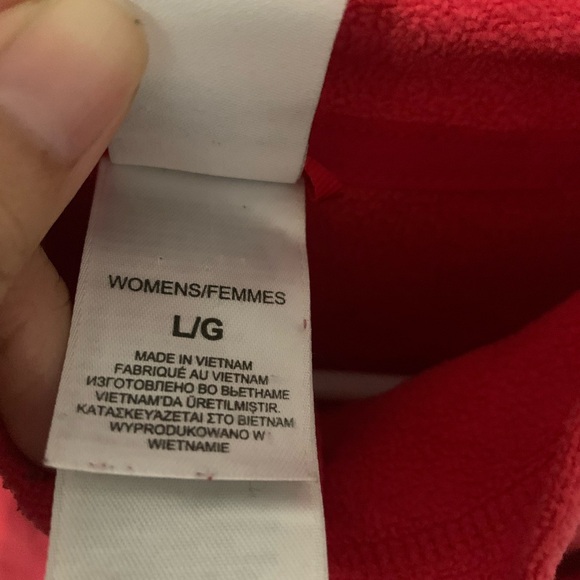 WOMENS/FEMMES
L/G
MADE IN VIETNAM
FABRIQUÉ AU VIETNAM
ИЗГОТОВЛЕНО ВО ВЬЕТНАМЕ
VIETNAM'DA ÜRETILMIŞTIR.
ΚΑΤΑΣΚΕΥΑΖΕΤΑΙ ΣΤΟ ΒΙΕΤΝΑΜ
WYPRODUKOWANO W
WIETNAMIE